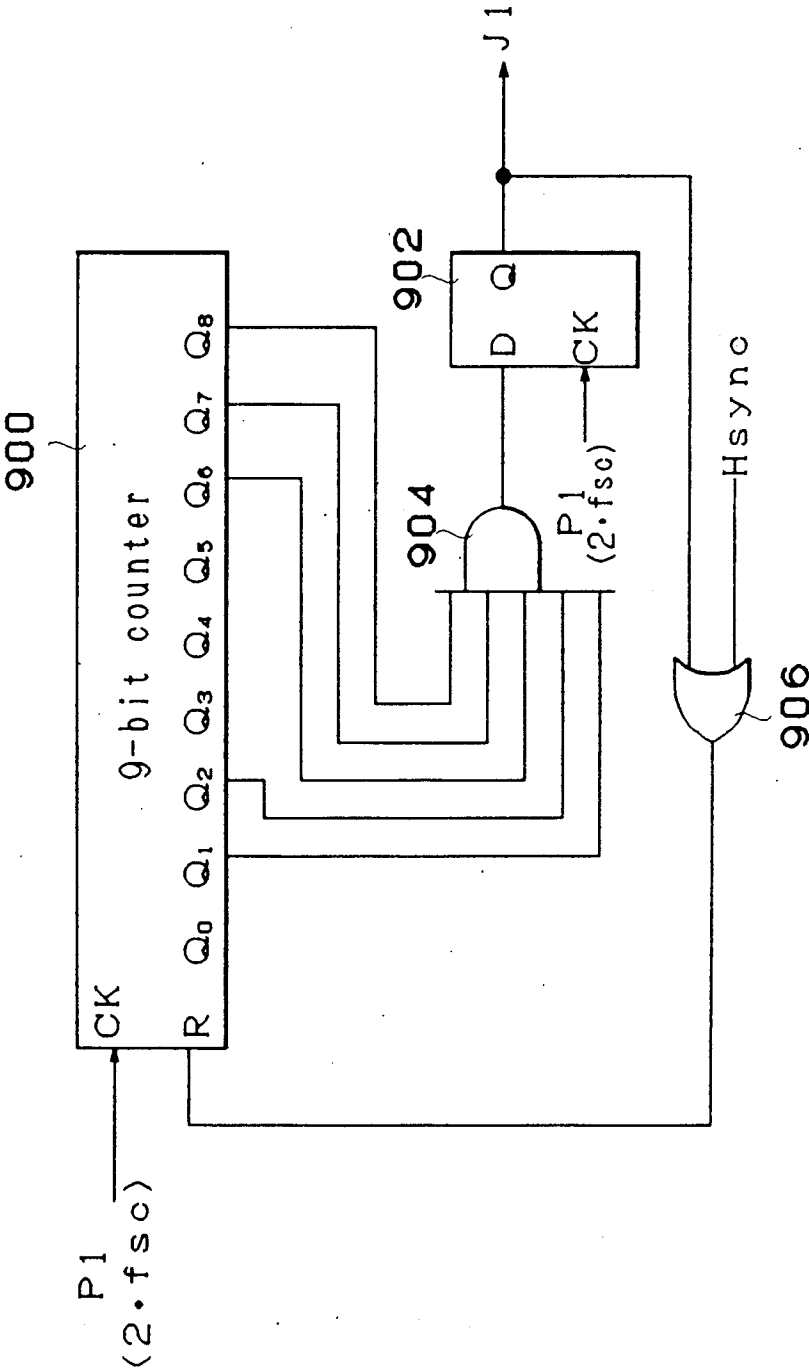 P1
(2・fsc)
900
CK
9-bit counter
R
Q0
Q1
Q2
Q3
Q4
Q5
Q6
Q7
Q8
904
P1
(2・fsc)
902
D
Q
CK
J1
Hsync
906